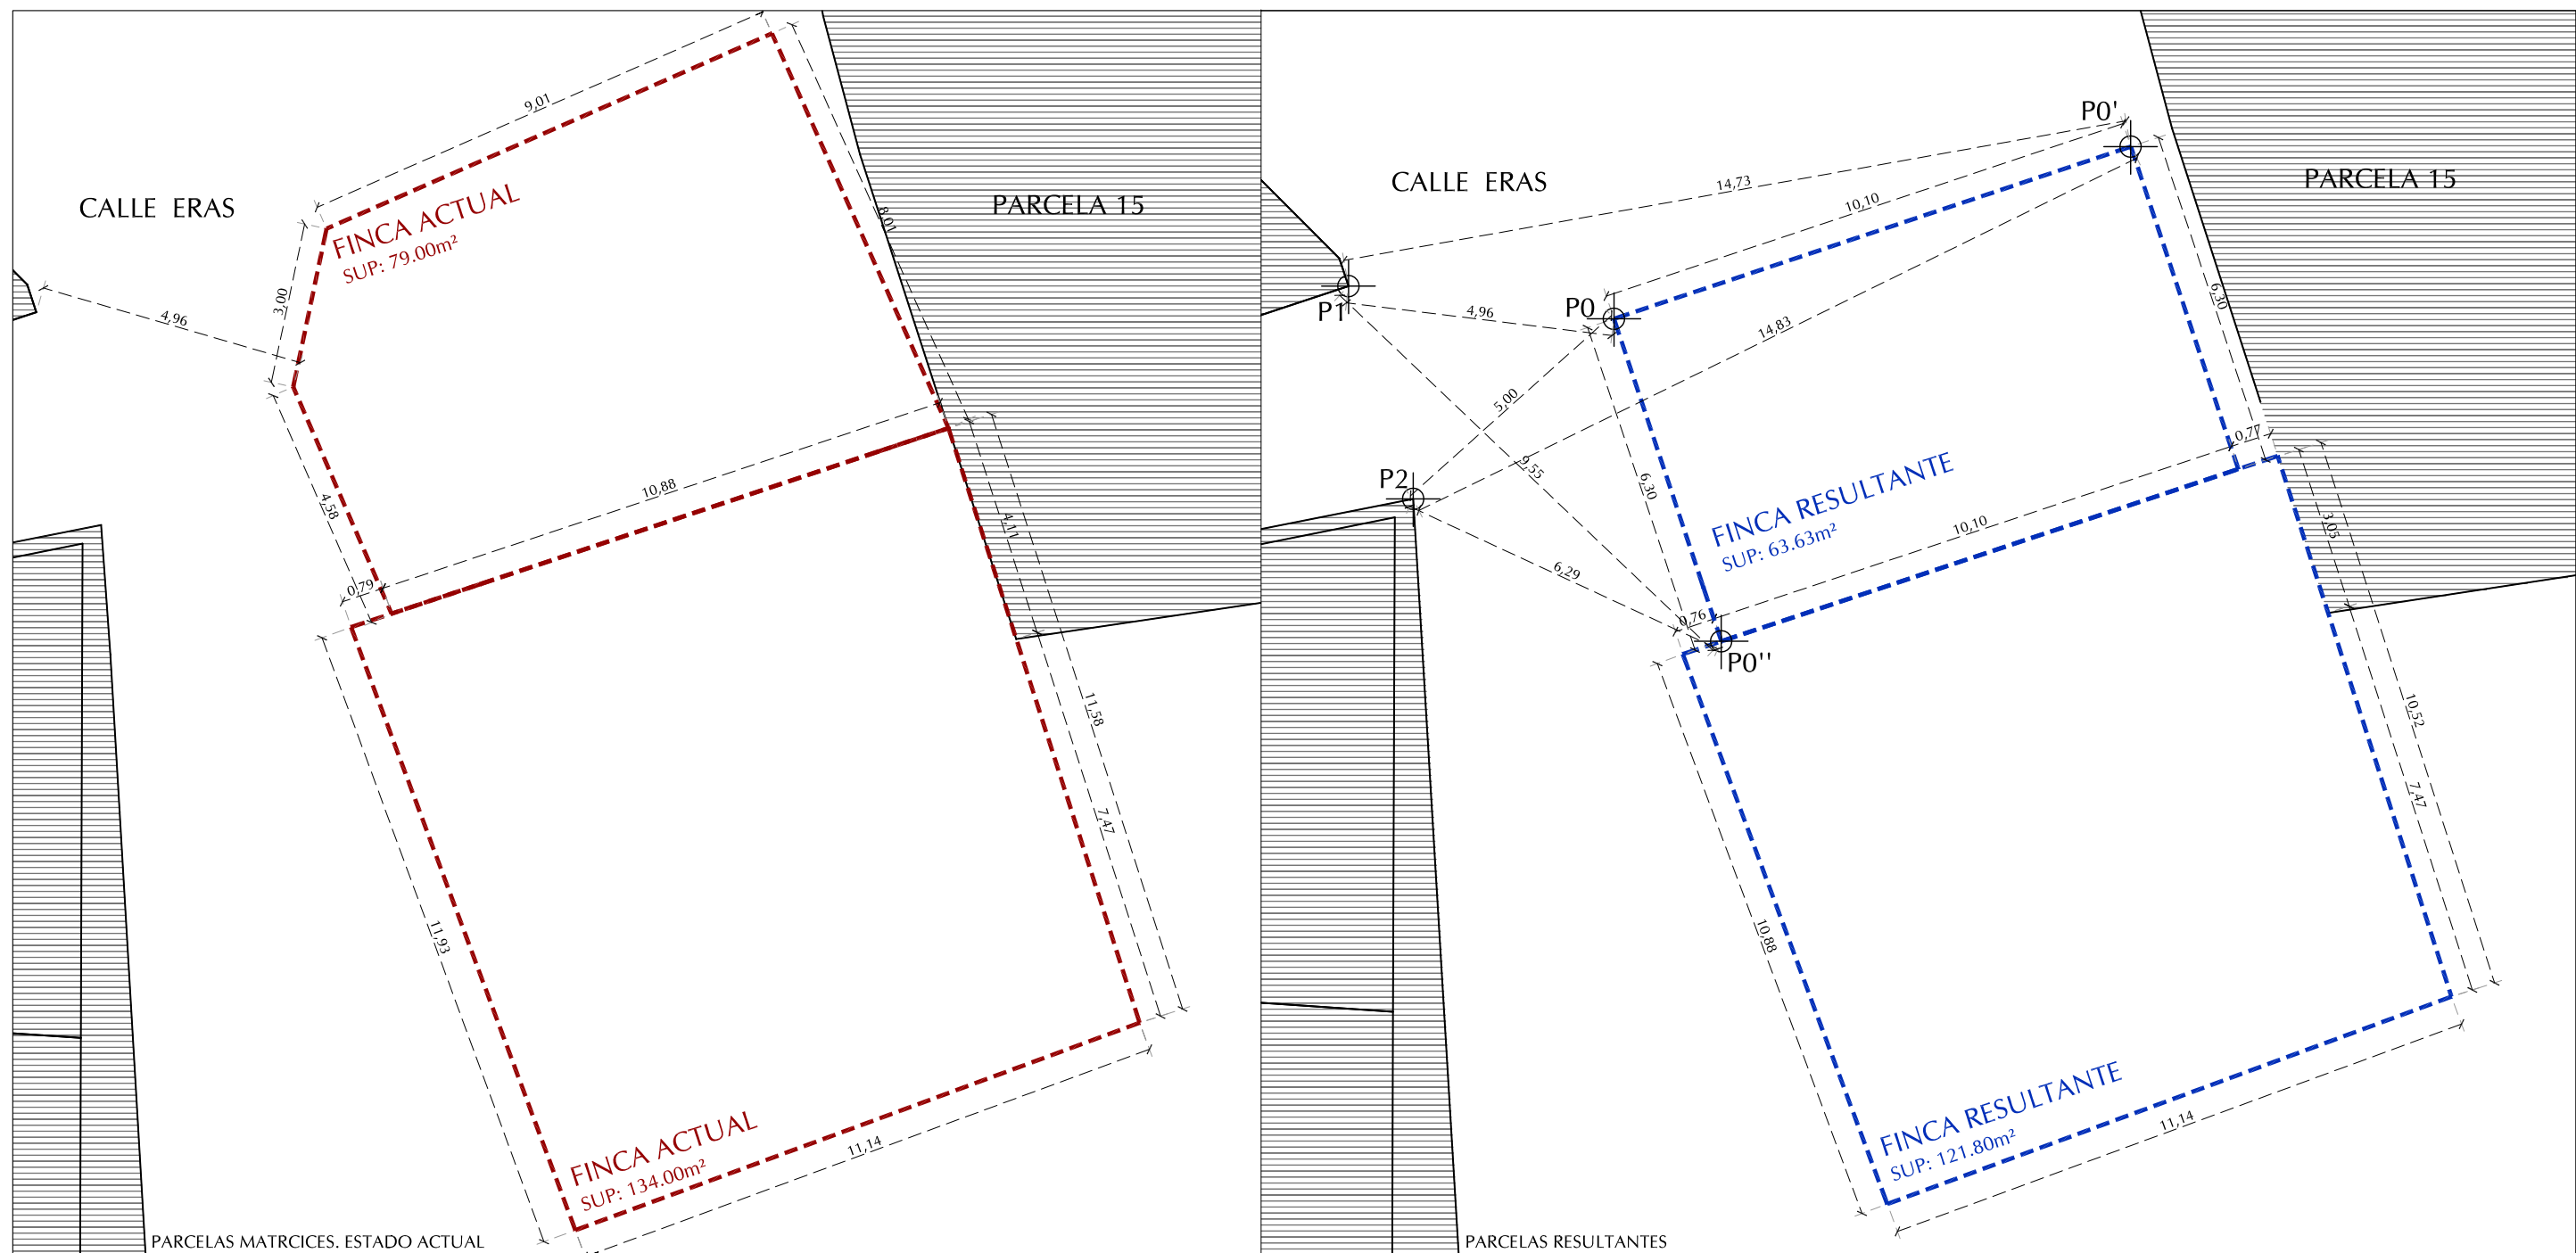 9,01
CALLE  ERAS
FINCA ACTUAL
SUP: 79.00m²
PARCELA 15
8,01
3,00
4,96
10,88
4,58
4,11
0,79
11,58
7,47
11,93
FINCA ACTUAL
SUP: 134.00m²
11,14
PARCELAS MATRCICES. ESTADO ACTUAL
P0'
CALLE  ERAS
14,73
10,10
PARCELA 15
P1
4,96
P0
14,83
6,30
5,00
P2
9,55
6,30
0,77
FINCA RESULTANTE
SUP: 63.63m²
10,10
3,05
6,29
0,76
P0''
10,52
7,47
10,88
FINCA RESULTANTE
SUP: 121.80m²
11,14
PARCELAS RESULTANTES